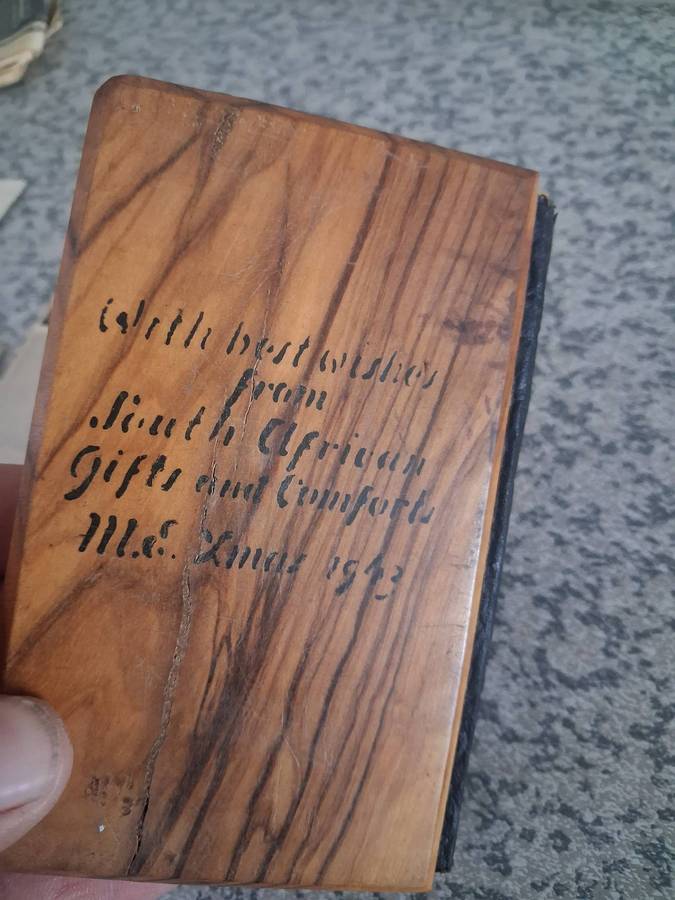 With best wishes
from
South African
Gifts and Comforts
M.E. Xmas 1943